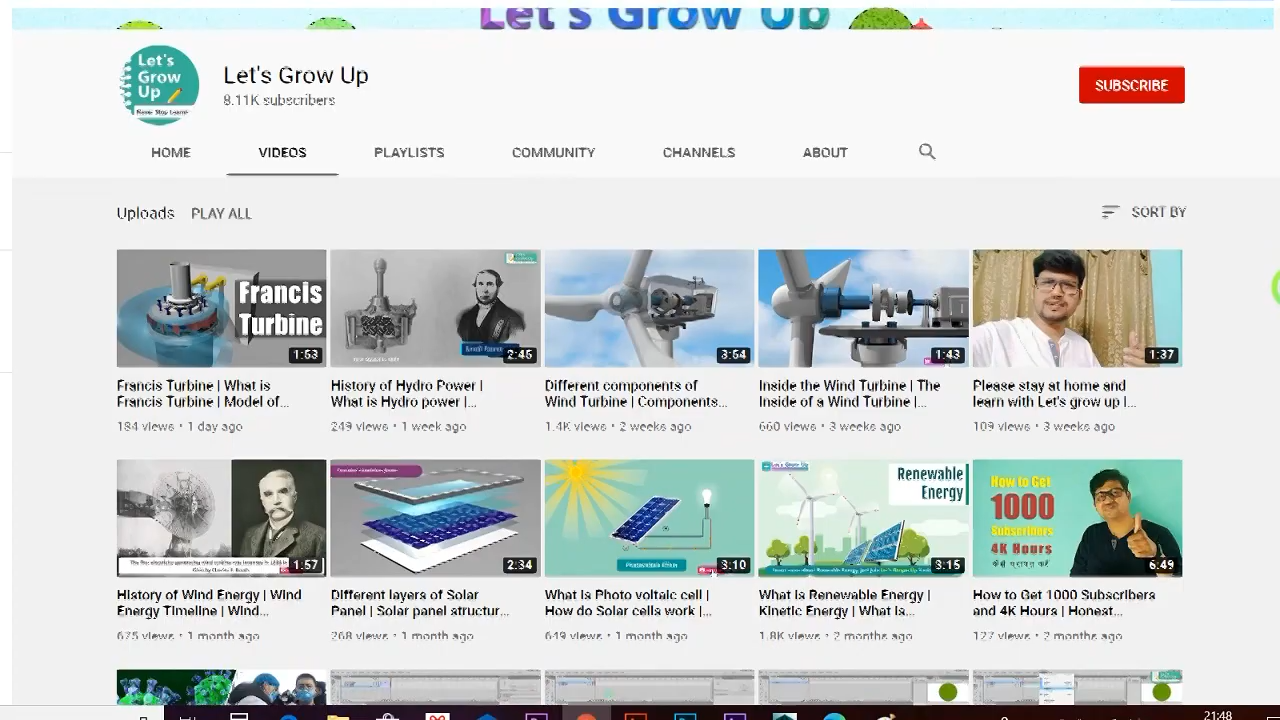 Let's Grow Up
Let's
Grow
Up
Let's Grow Up
8.11K subscribers
SUBSCRIBE
HOME
VIDEOS
PLAYLISTS
COMMUNITY
CHANNELS
ABOUT
Uploads
PLAY ALL
SORT BY
Francis
Turbine
1:53
2:46
3:54
1:43
1:37
Francis Turbine | What is
Francis Turbine | Model of...
184 views • 1 day ago
History of Hydro Power |
What is Hydro power |...
249 views • 1 week ago
Different components of
Wind Turbine | Components...
1.4K views • 2 weeks ago
Inside the Wind Turbine | The
Inside of a Wind Turbine |...
660 views • 3 weeks ago
Please stay at home and
learn with Let's grow up |...
109 views • 3 weeks ago
1:57
2:34
3:10
Let's Grow Up
Renewable
Energy
3:15
How to Get
1000
Subscribers
4K Hours
6:49
History of Wind Energy | Wind
Energy Timeline | Wind...
675 views • 1 month ago
Different layers of Solar
Panel | Solar panel structur...
268 views • 1 month ago
What is Photo voltaic cell |
How do Solar cells work |...
649 views • 1 month ago
What is Renewable Energy |
Kinetic Energy | What is...
1.8K views • 2 months ago
How to Get 1000 Subscribers
and 4K Hours | Honest...
127 views • 2 months ago
21:48